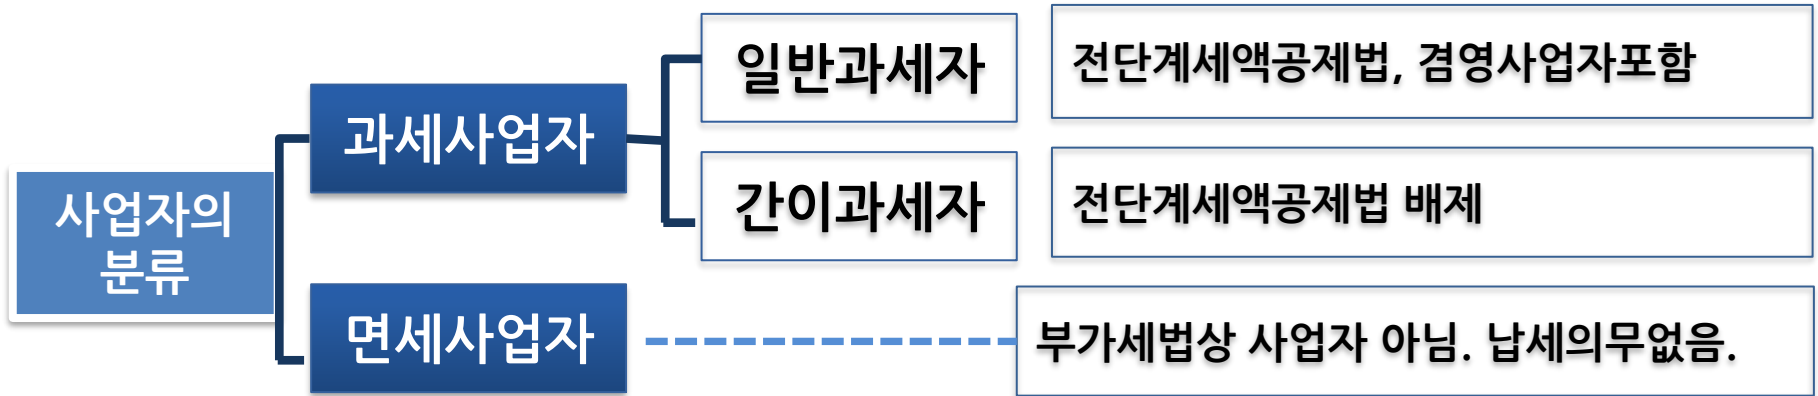 사업자의
분류
과세사업자
일반과세자
전단계세액공제법, 겸영사업자포함
간이과세자
전단계세액공제법 배제
면세사업자
부가세법상 사업자 아님. 납세의무없음.